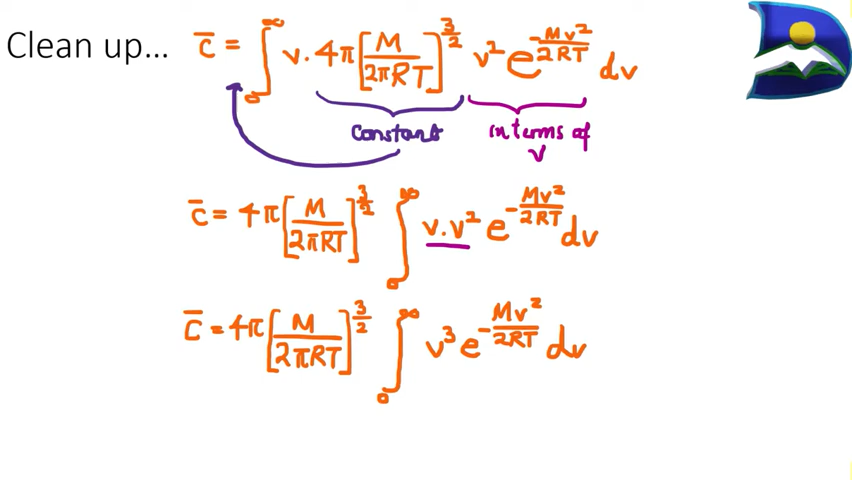 Clean up... c̄ = ∫₀^∞ v. 4π[M/2πRT]^(3/2) v² e^(-Mv²/2RT) dv
constant in terms of v
c̄ = 4π[M/2πRT]^(3/2) ∫₀^∞ v.v² e^(-Mv²/2RT) dv
c̄ = 4π[M/2πRT]^(3/2) ∫₀^∞ v³ e^(-Mv²/2RT) dv